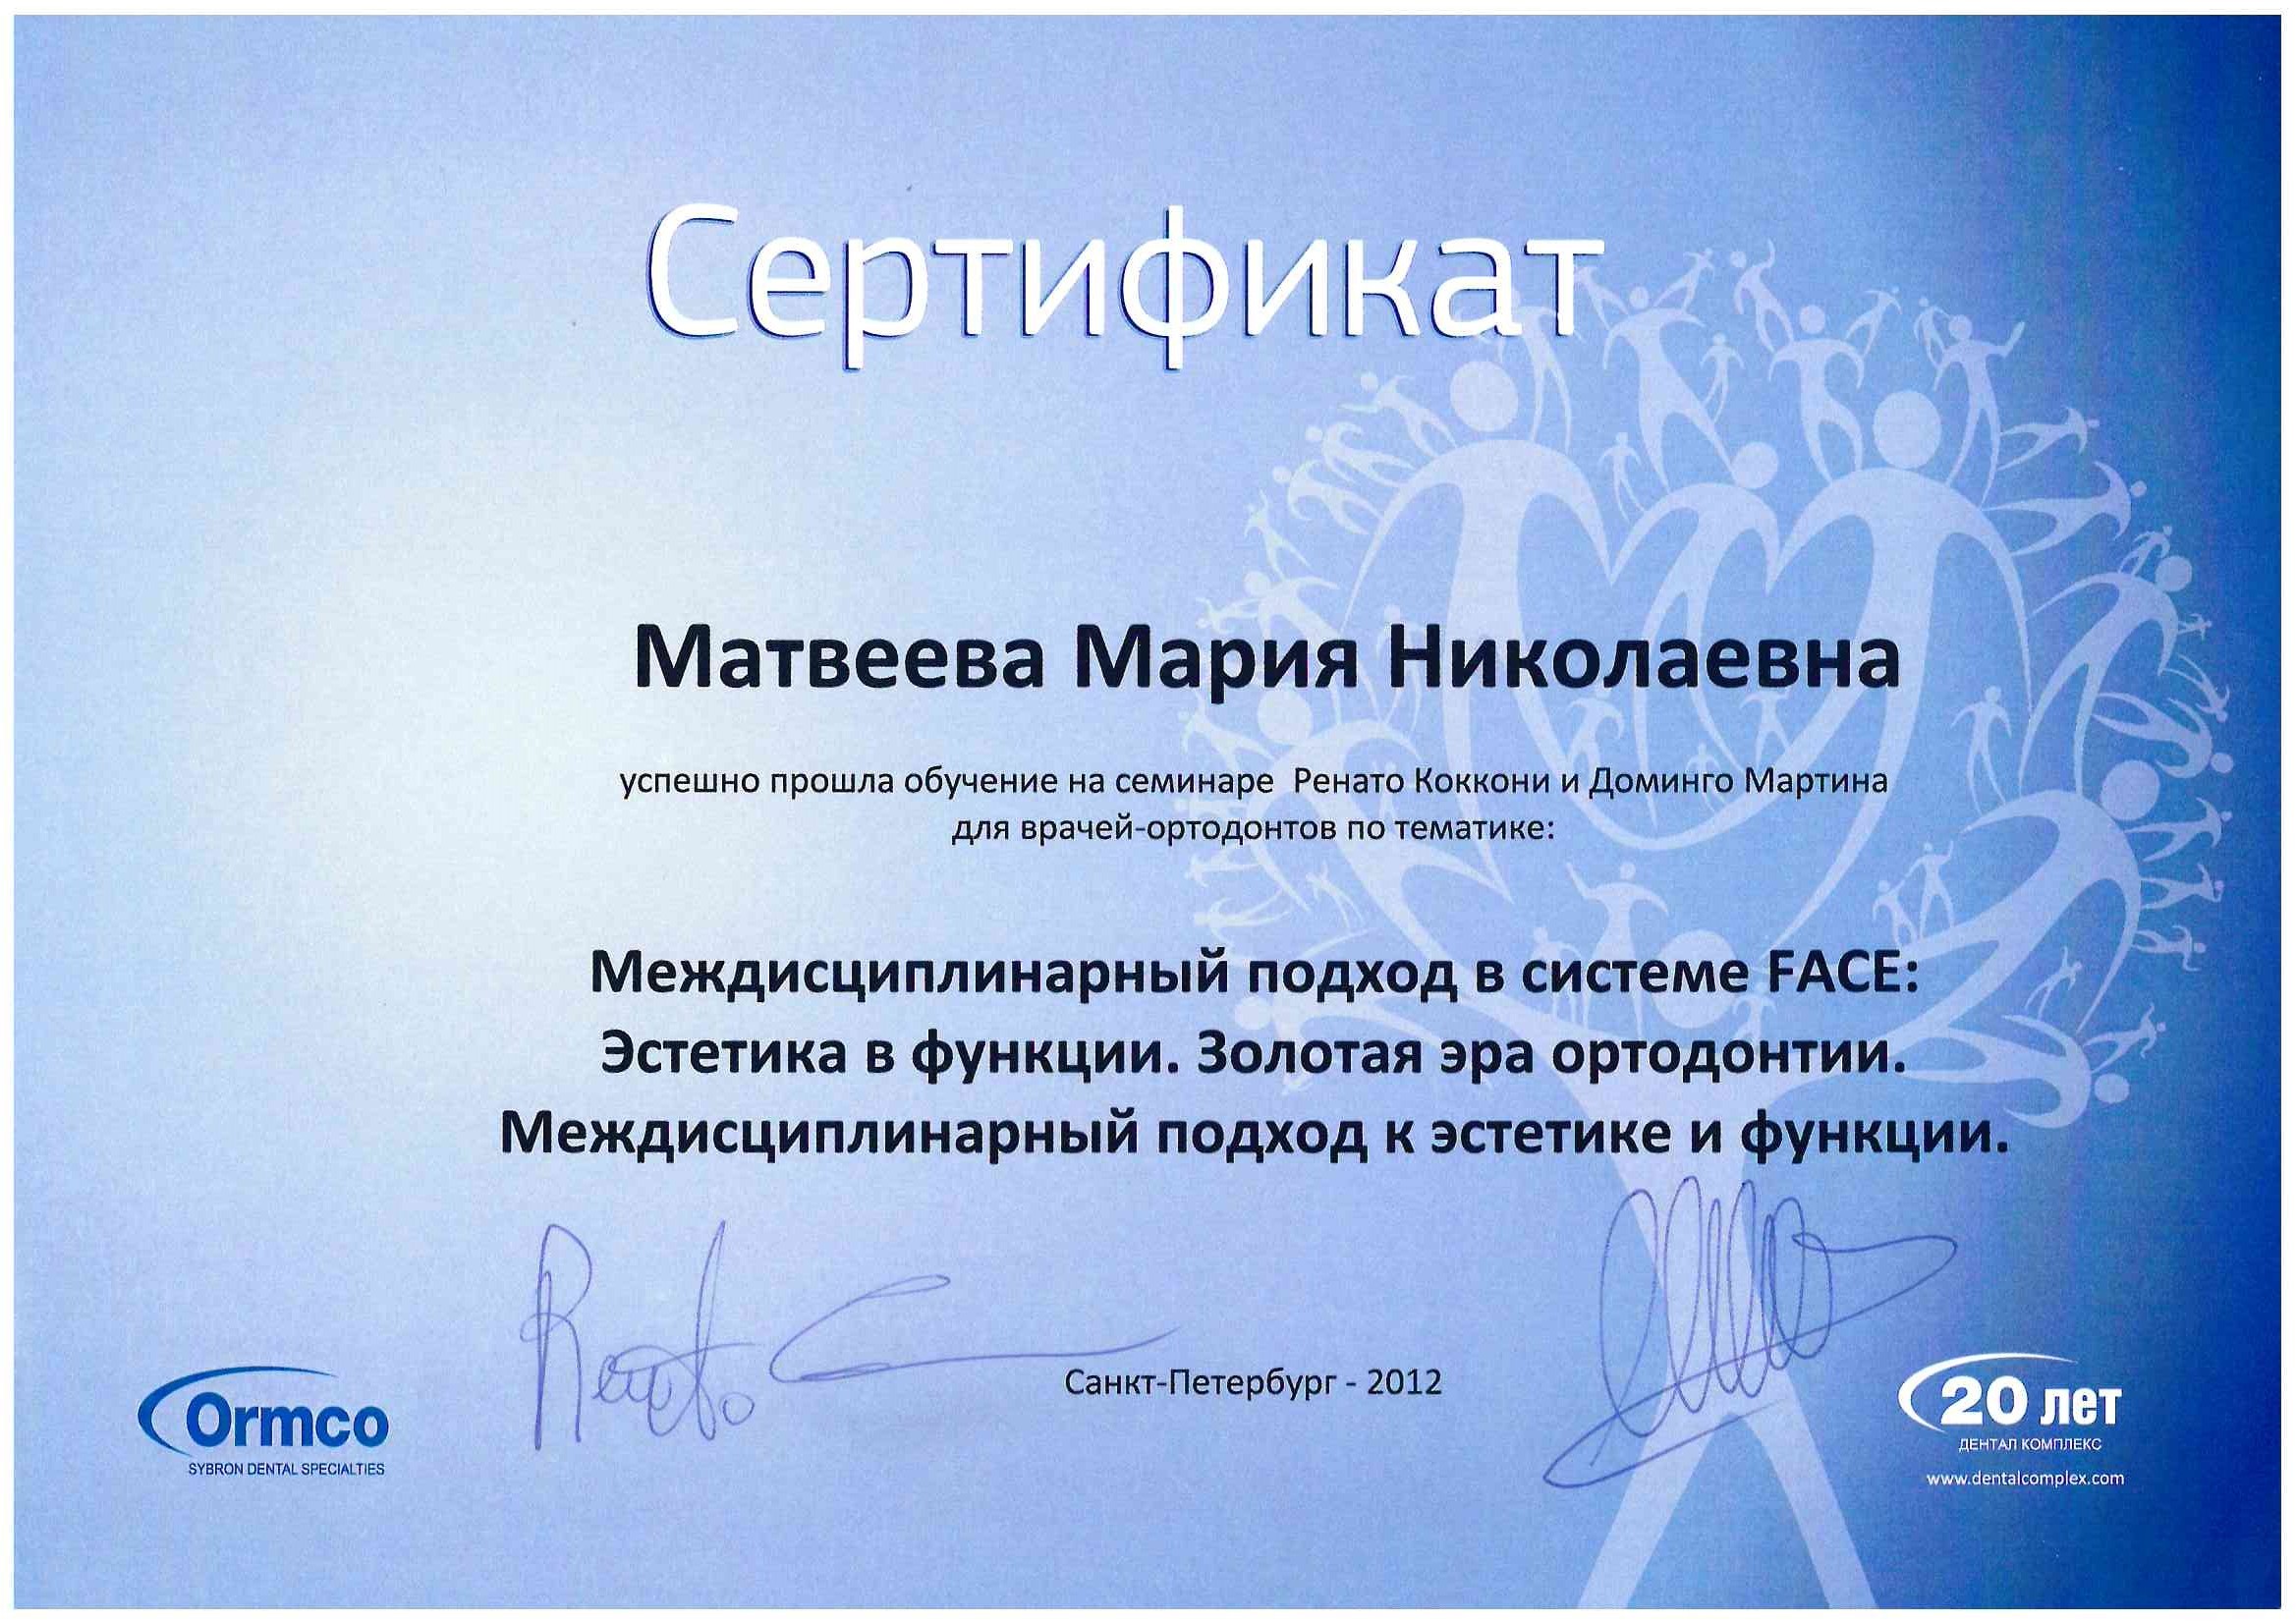 Сертификат
Матвеева Мария Николаевна
успешно прошла обучение на семинаре Ренато Коккони и Доминго Мартина
для врачей-ортодонтов по тематике:
Междисциплинарный подход в системе FACE:
Эстетика в функции. Золотая эра ортодонтии.
Междисциплинарный подход к эстетике и функции.
Renato
Санкт-Петербург - 2012
Ormco
SYBRON DENTAL SPECIALTIES
20 лет
ДЕНТАЛ КОМПЛЕКС
www.dentalcomplex.com